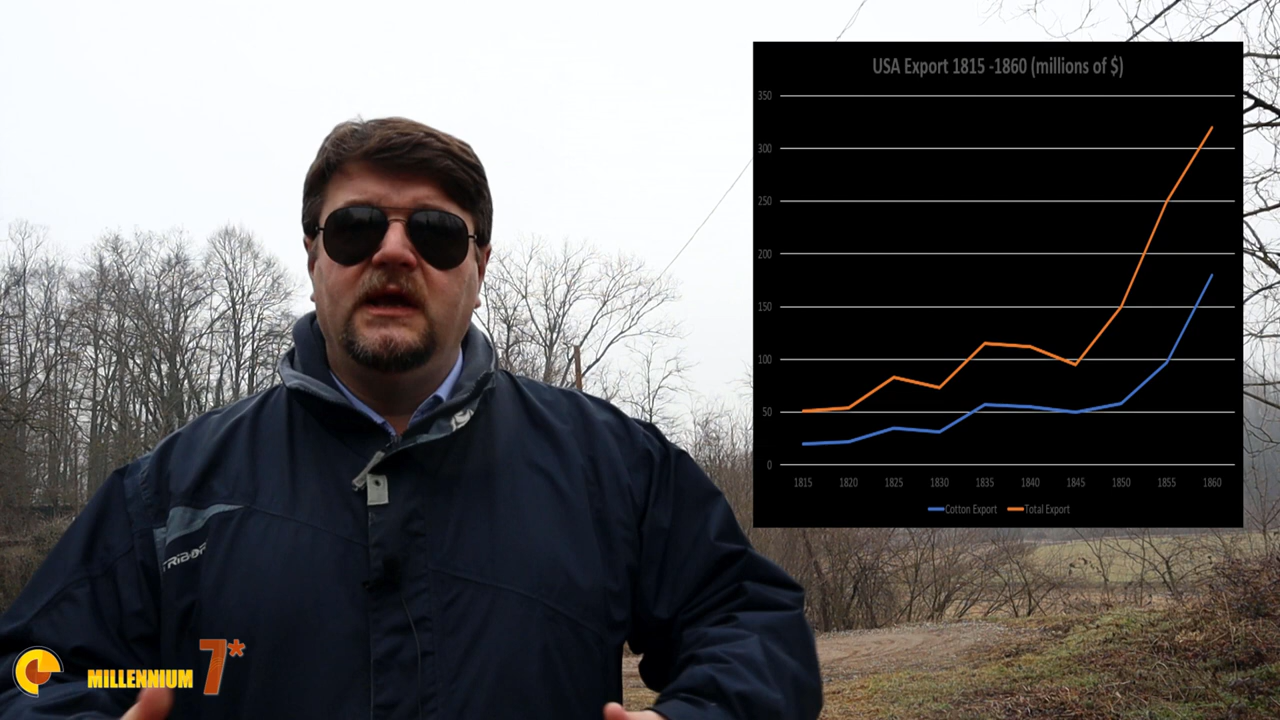 USA Export 1815 -1860 (millions of $)
350
300
250
200
150
100
50
0
1815 1820 1825 1830 1835 1840 1845 1850 1855 1860
Cotton Export Total Export
TRIBORD
MILLENNIUM 7*